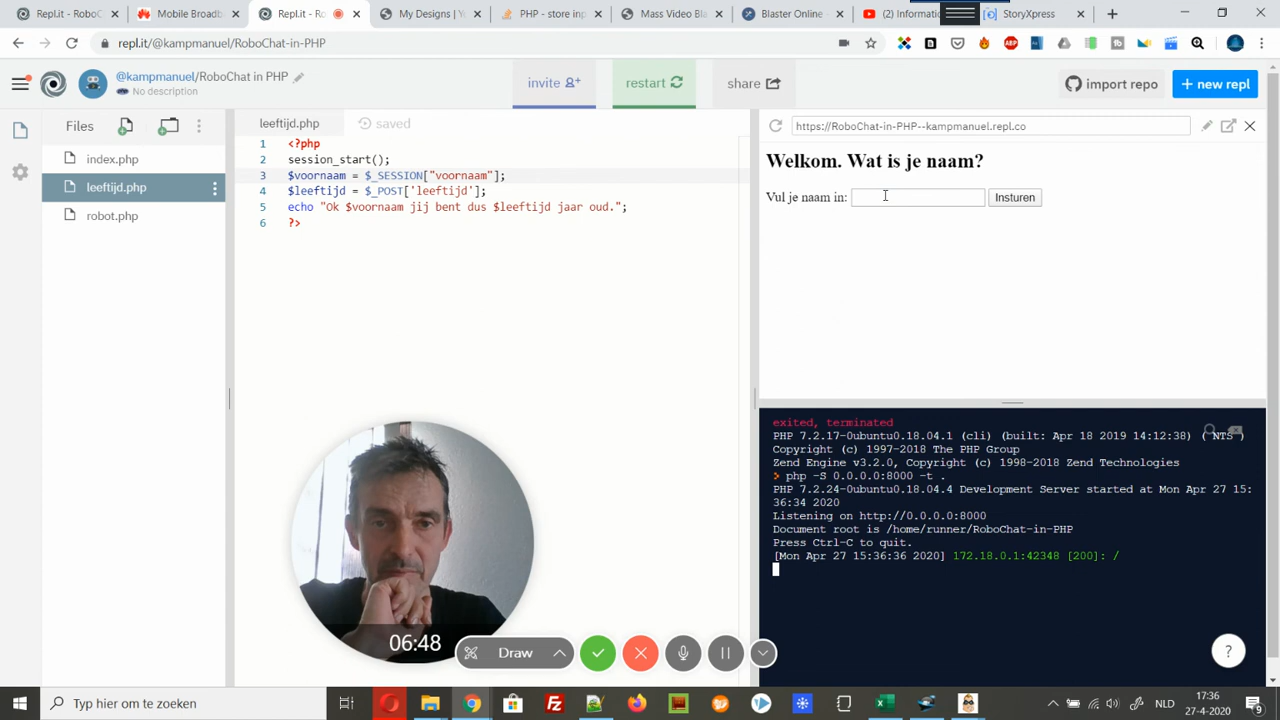 Repl.it - RoboChat
Mobile Broad
Repl.it - Ro
My Designs | Y
PHP - store inp
Mass Video Bl
Blaster Online
(2) Informati
StoryXpress
repl.it/@kampmanuel/RoboChat-in-PHP
@kampmanuel/RoboChat in PHP
No description
invite
restart
share
import repo
+ new repl
Files
index.php
leeftijd.php
robot.php
leeftijd.php
saved
1 <?php
2 session_start();
3 $voornaam = $_SESSION["voornaam"];
4 $leeftijd = $_POST['leeftijd'];
5 echo "Ok $voornaam jij bent dus $leeftijd jaar oud.";
6 ?>
https://RoboChat-in-PHP--kampmanuel.repl.co
Welkom. Wat is je naam?
Vul je naam in: Insturen
exited, terminated
PHP 7.2.17-0ubuntu0.18.04.1 (cli) (built: Apr 18 2019 14:12:38) ( NTS )
Copyright (c) 1997-2018 The PHP Group
Zend Engine v3.2.0, Copyright (c) 1998-2018 Zend Technologies
> php -S 0.0.0.0:8000 -t .
PHP 7.2.24-0ubuntu0.18.04.4 Development Server started at Mon Apr 27 15:
36:34 2020
Listening on http://0.0.0.0:8000
Document root is /home/runner/RoboChat-in-PHP
Press Ctrl-C to quit.
[Mon Apr 27 15:36:36 2020] 172.18.0.1:42348 [200]: /
06:48
Draw
?
Typ hier om te zoeken
NLD
17:36
27-4-2020
9